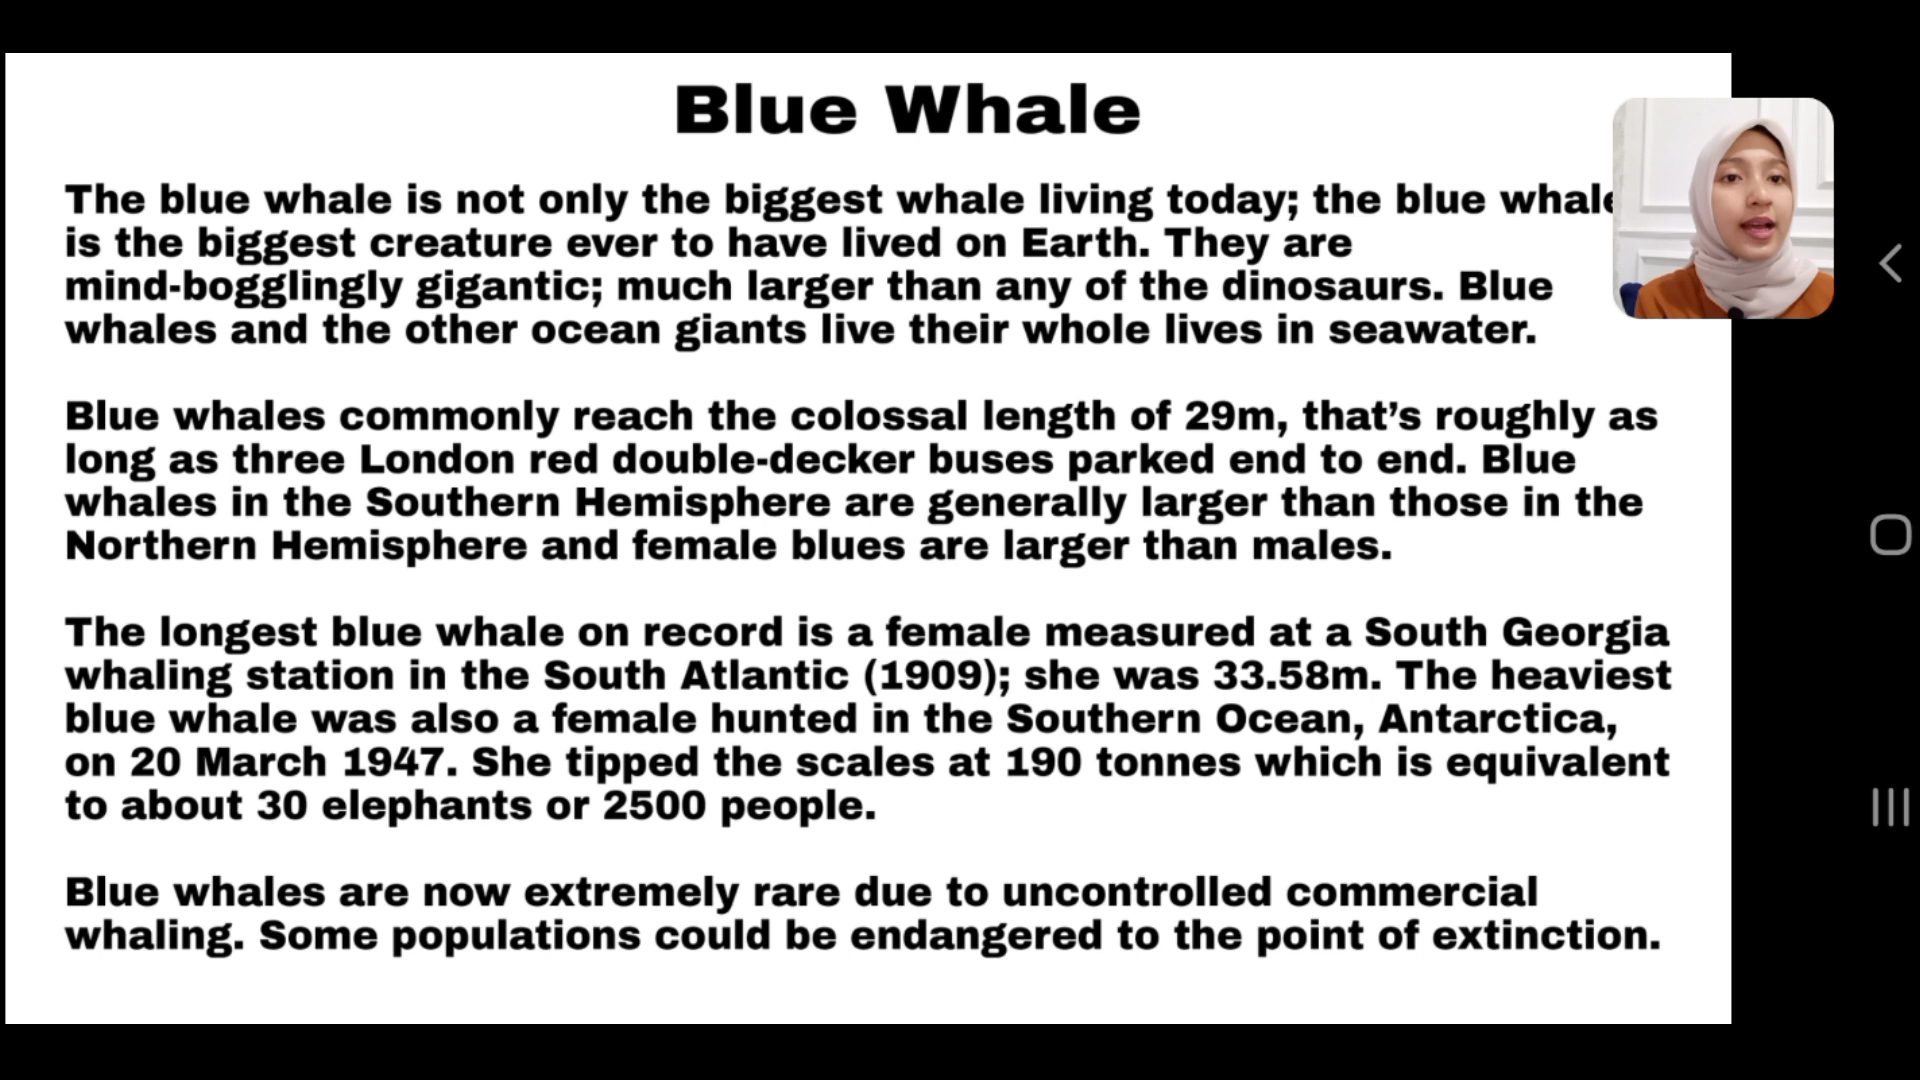 Blue Whale
The blue whale is not only the biggest whale living today; the blue whale
is the biggest creature ever to have lived on Earth. They are
mind-bogglingly gigantic; much larger than any of the dinosaurs. Blue
whales and the other ocean giants live their whole lives in seawater.
Blue whales commonly reach the colossal length of 29m, that’s roughly as
long as three London red double-decker buses parked end to end. Blue
whales in the Southern Hemisphere are generally larger than those in the
Northern Hemisphere and female blues are larger than males.
The longest blue whale on record is a female measured at a South Georgia
whaling station in the South Atlantic (1909); she was 33.58m. The heaviest
blue whale was also a female hunted in the Southern Ocean, Antarctica,
on 20 March 1947. She tipped the scales at 190 tonnes which is equivalent
to about 30 elephants or 2500 people.
Blue whales are now extremely rare due to uncontrolled commercial
whaling. Some populations could be endangered to the point of extinction.